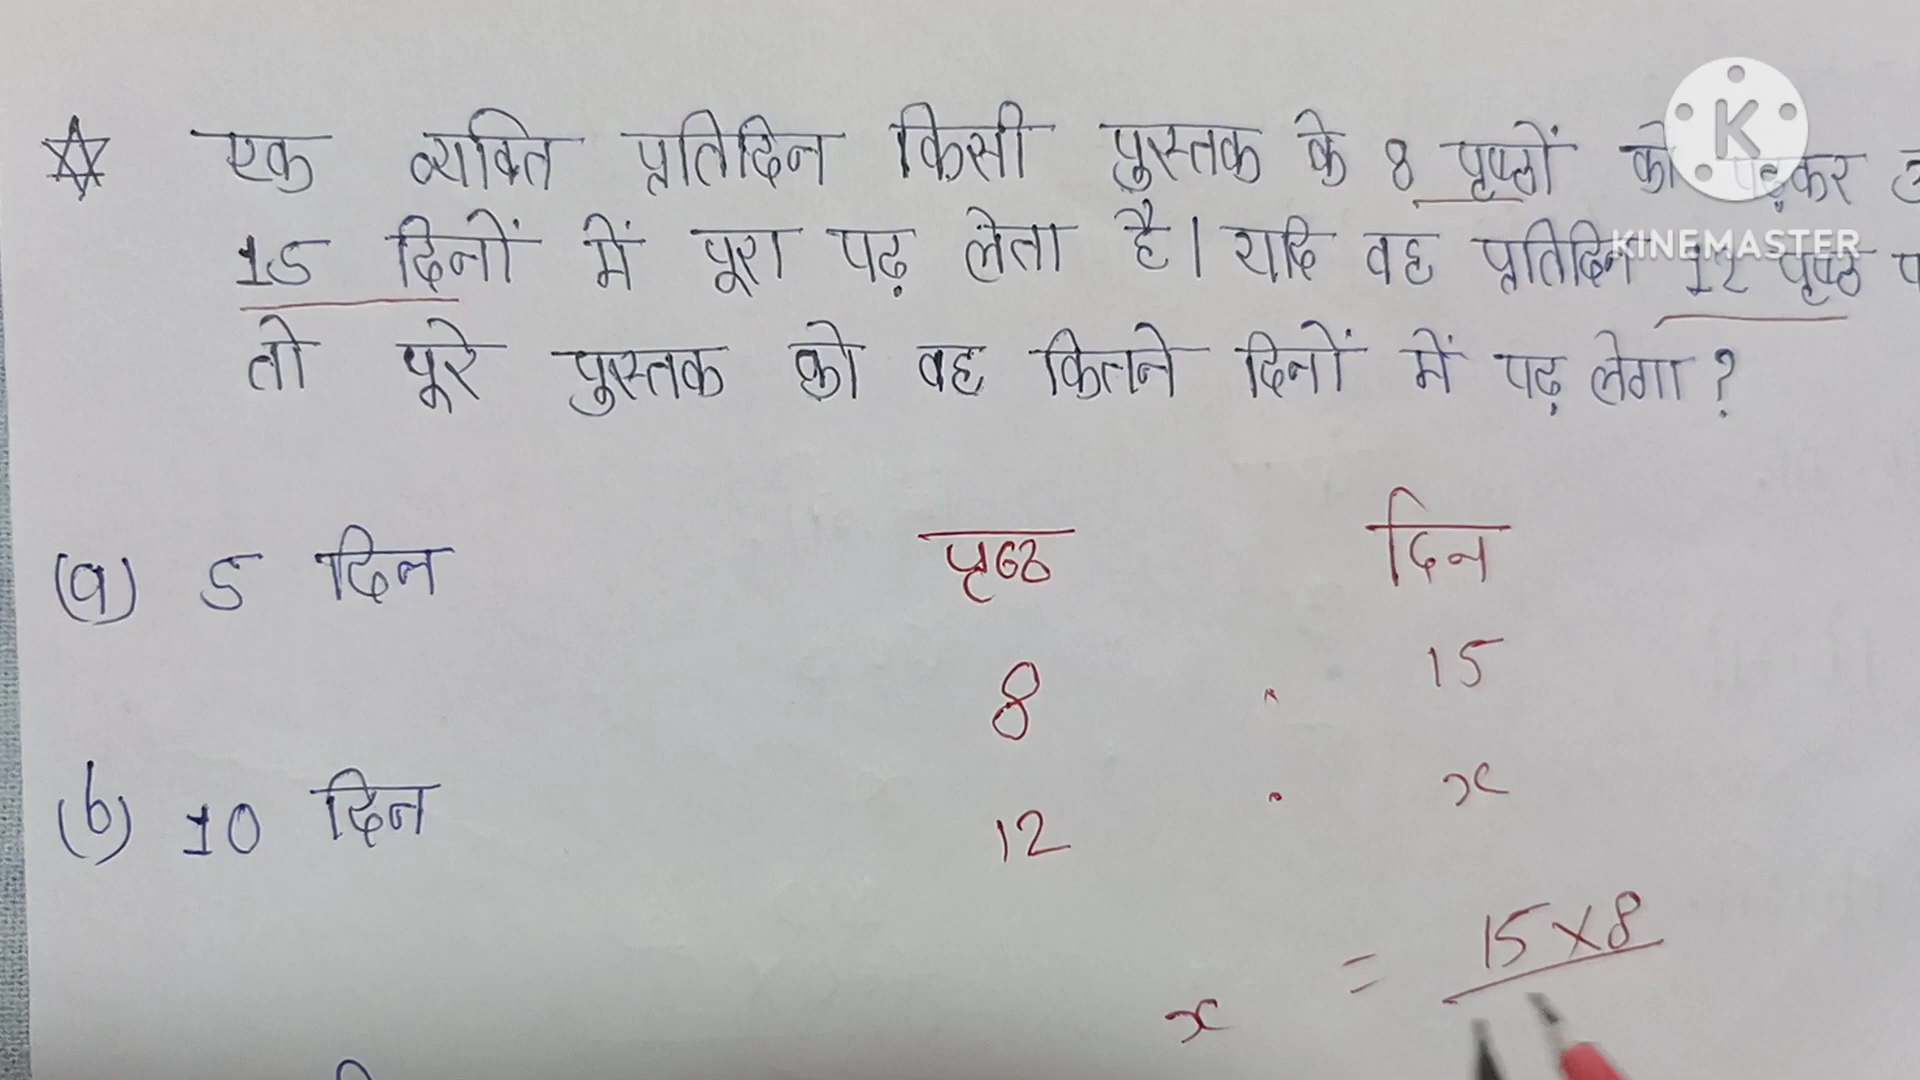 एक व्यक्ति प्रतिदिन किसी पुस्तक के 8 पृष्ठों को पढ़कर
15 दिनों में पूरा पढ़ लेता है। यदि वह प्रतिदिन 12 पृष्ठ
तो पूरे पुस्तक को वह कितने दिनों में पढ़ लेगा ?
K
KINEMASTER
(a) 5 दिन
पृष्ठ दिन
8 : 15
(b) 10 दिन
12 : x
x = 15 × 8